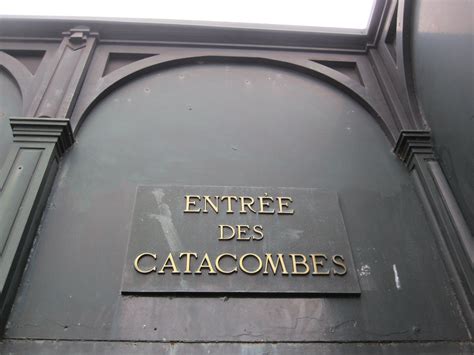 ENTRÉE
DES
CATACOMBES